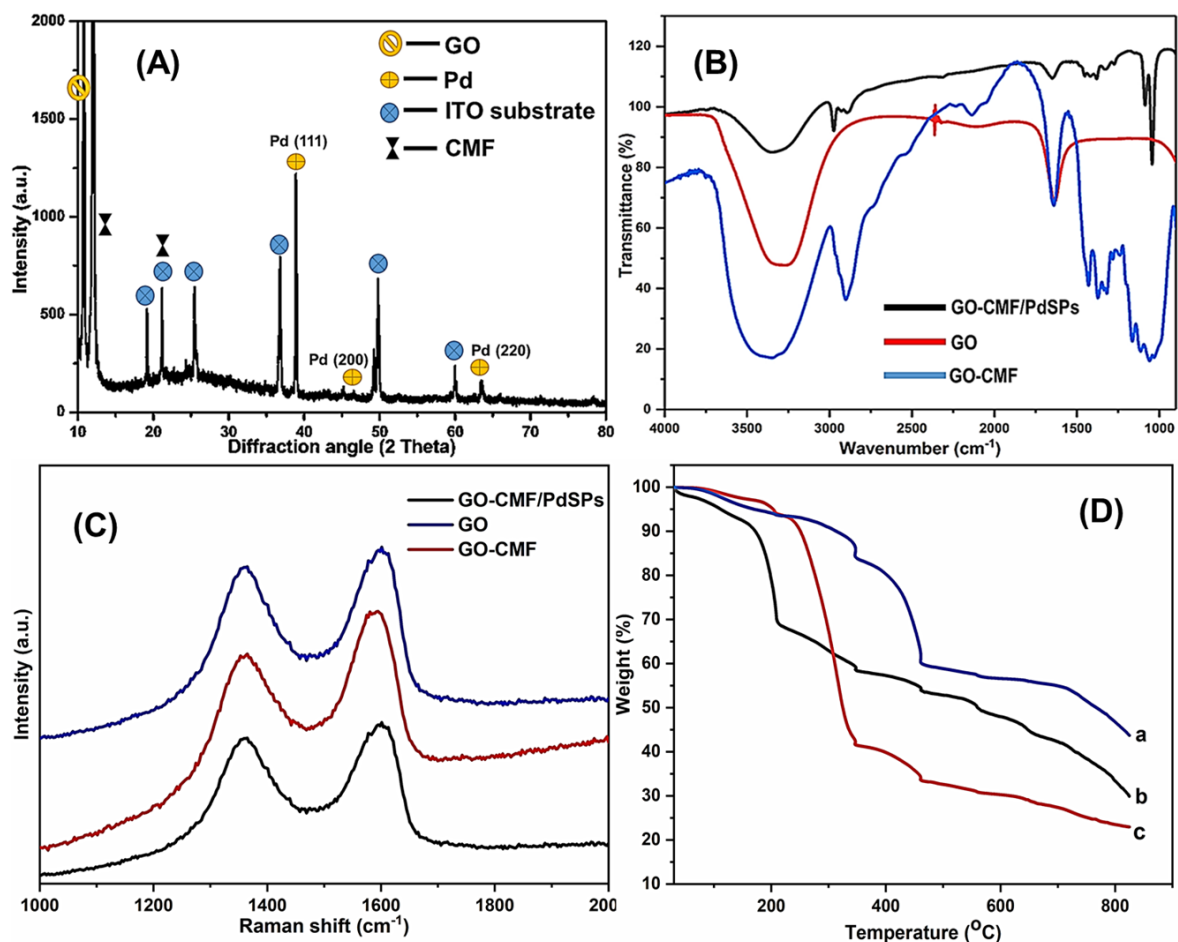 (A)
2000
1500
1000
500
0
10
20
30
40
50
60
70
80
Intensity (a.u.)
Diffraction angle (2 Theta)
GO
Pd
ITO substrate
CMF
Pd (111)
Pd (200)
Pd (220)
(B)
120
100
80
60
40
20
0
4000
3500
3000
2500
2000
1500
1000
Transmittance (%)
Wavenumber (cm-1)
GO-CMF/PdSPs
GO
GO-CMF
(C)
GO-CMF/PdSPs
GO
GO-CMF
Intensity (a.u.)
1000
1200
1400
1600
1800
200
Raman shift (cm-1)
(D)
100
90
80
70
60
50
40
30
20
10
Weight (%)
200
400
600
800
Temperature (OC)
a
b
c